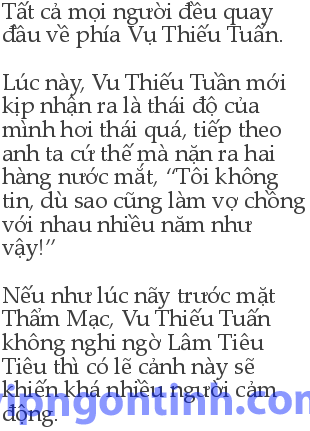 Tất cả mọi người đều quay
đầu về phía Vu Thiếu Tuấn.
Lúc này, Vu Thiếu Tuần mới
kịp nhận ra là thái độ của
mình hơi thái quá, tiếp theo
anh ta cứ thế mà nặn ra hai
hàng nước mắt, “Tôi không
tin, dù sao cũng làm vợ chồng
với nhau nhiều năm như
vậy!”
Nếu như lúc nãy trước mặt
Thẩm Mạc, Vu Thiếu Tuấn
không nghi ngờ Lâm Tiêu
Tiêu thì có lẽ cảnh này sẽ
khiến khá nhiều người cảm
động.
vipngontinh.com